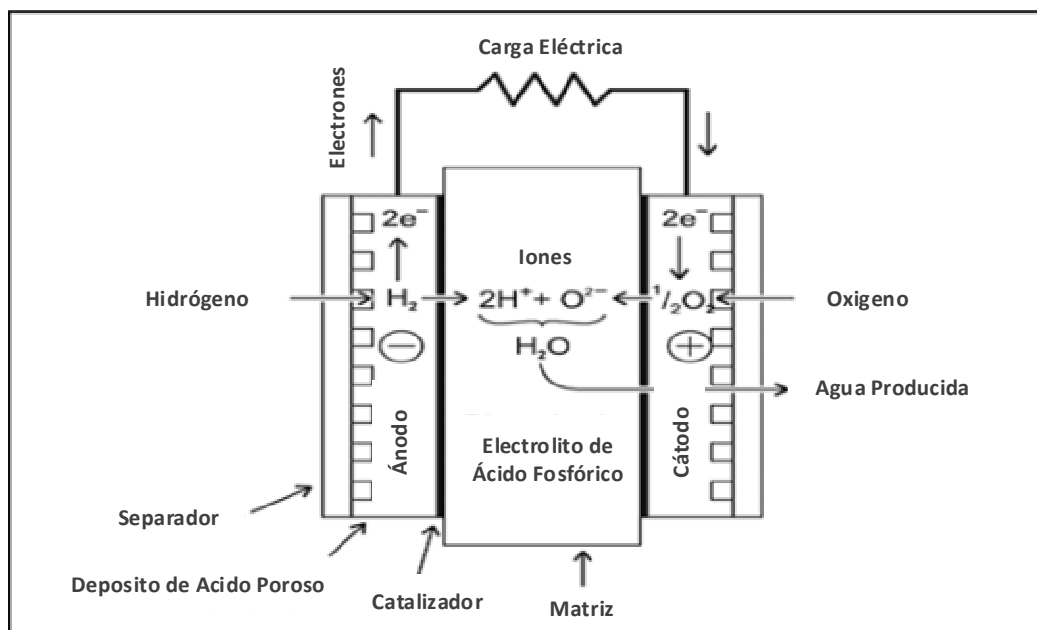 Carga Eléctrica
Electrones
2e⁻
2e⁻
Iones
Hidrógeno
H₂
2H⁺ + O²⁻
¹/₂O₂
Oxigeno
H₂O
−
+
Agua Producida
Ánodo
Electrolito de
Ácido Fosfórico
Cátodo
Separador
Deposito de Acido Poroso
Catalizador
Matriz